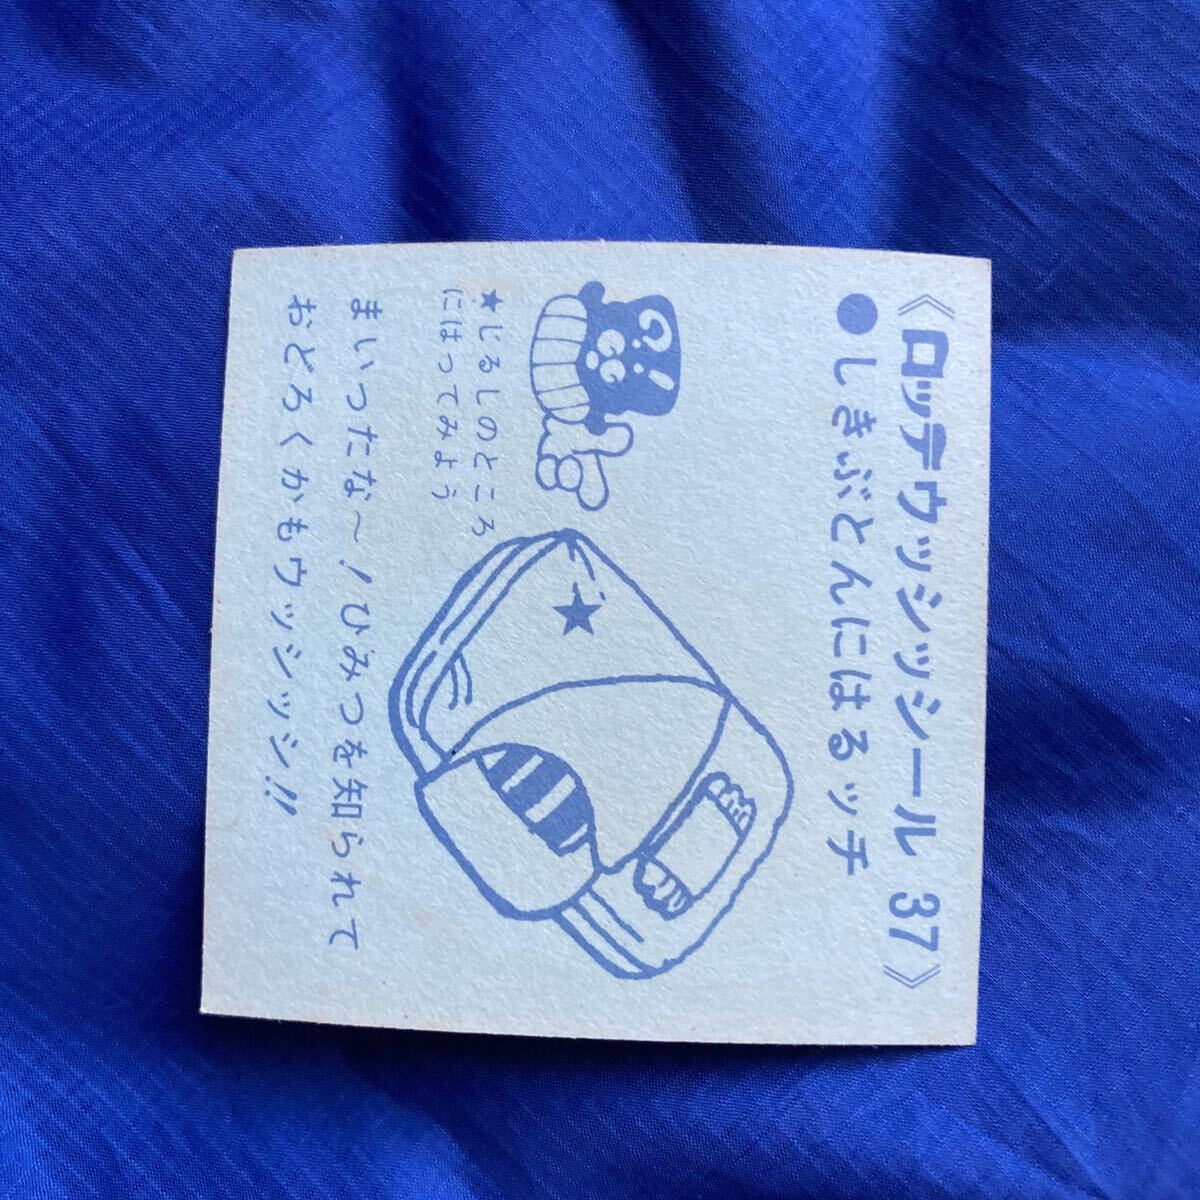 《ロッテウッシッシール 37》
●しきぶとんにはるッチ
?!
★じるしのところ
にはってみよう
まいったな〜!ひみつを知られて
おどろくかもウッシッシ!!